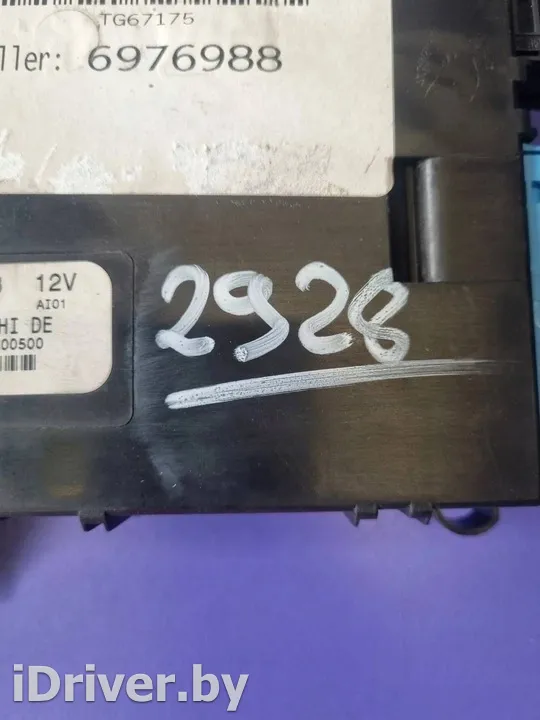 TG67175
ller: 6976988
12V
AI01
HI DE
00500
2928
iDriver.by